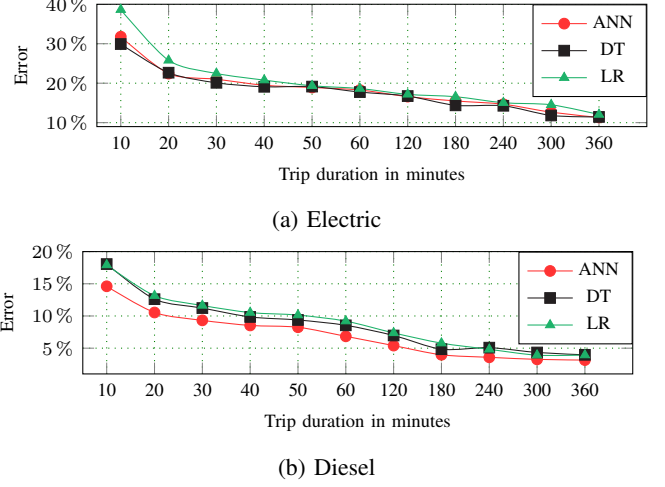 40 %
30 %
20 %
10 %
Error
10 20 30 40 50 60 120 180 240 300 360
Trip duration in minutes
ANN
DT
LR
(a) Electric
20 %
15 %
10 %
5 %
Error
10 20 30 40 50 60 120 180 240 300 360
Trip duration in minutes
ANN
DT
LR
(b) Diesel